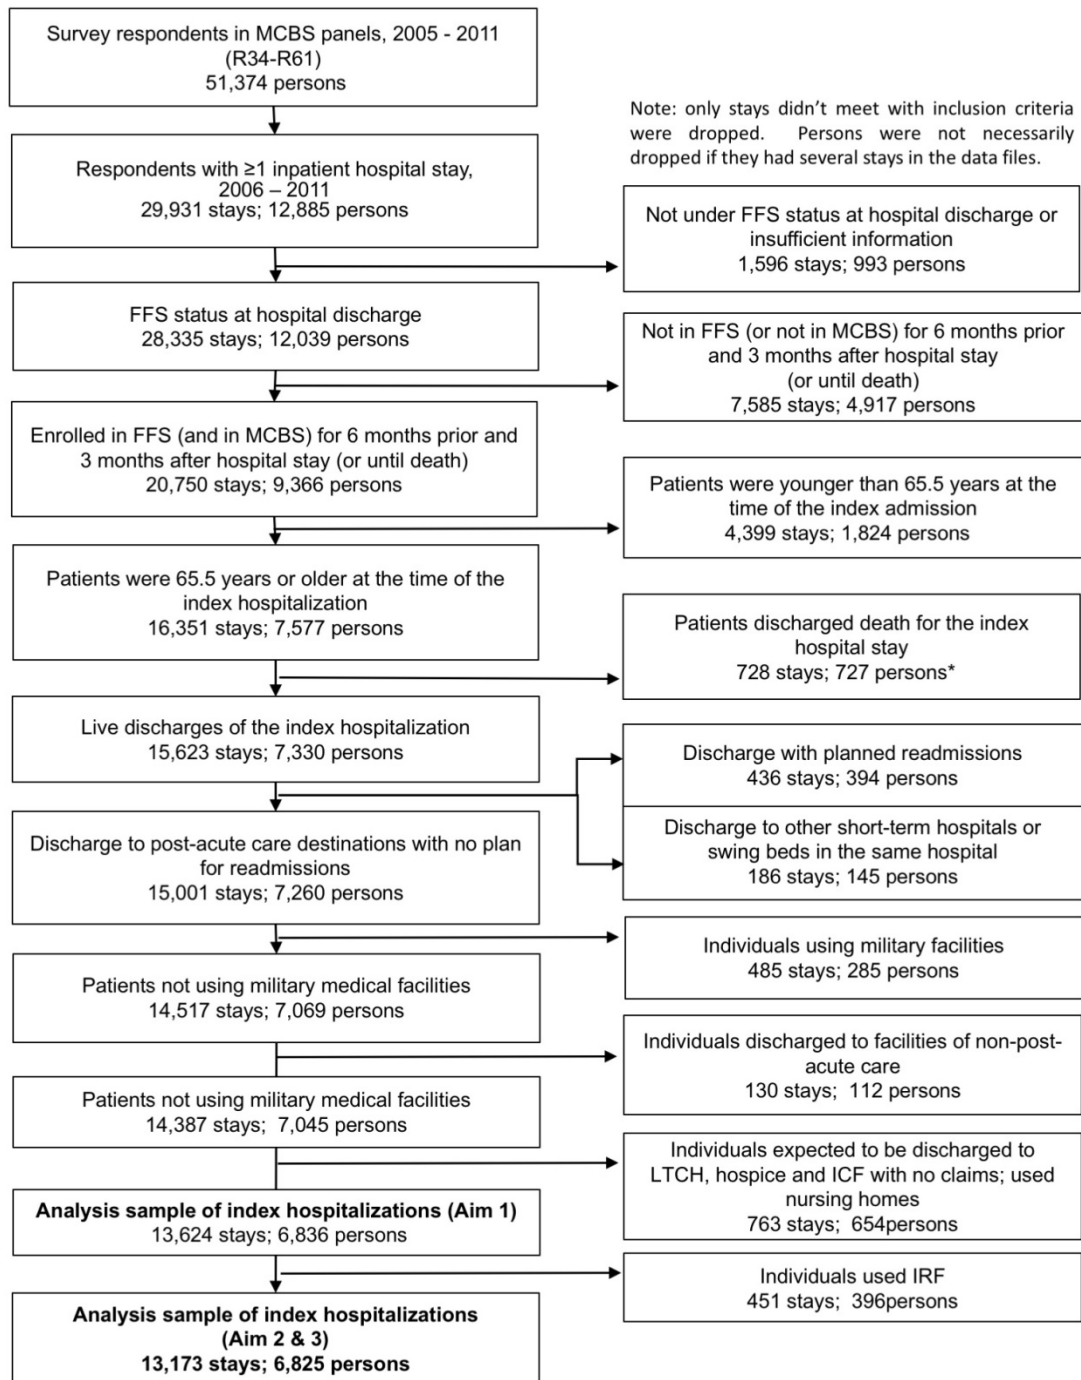 Survey respondents in MCBS panels, 2005 - 2011
(R34-R61)
51,374 persons
Note: only stays didn't meet with inclusion criteria
were dropped. Persons were not necessarily
dropped if they had several stays in the data files.
Respondents with ≥1 inpatient hospital stay,
2006 – 2011
29,931 stays; 12,885 persons
Not under FFS status at hospital discharge or
insufficient information
1,596 stays; 993 persons
FFS status at hospital discharge
28,335 stays; 12,039 persons
Not in FFS (or not in MCBS) for 6 months prior
and 3 months after hospital stay
(or until death)
7,585 stays; 4,917 persons
Enrolled in FFS (and in MCBS) for 6 months prior and
3 months after hospital stay (or until death)
20,750 stays; 9,366 persons
Patients were younger than 65.5 years at the
time of the index admission
4,399 stays; 1,824 persons
Patients were 65.5 years or older at the time of the
index hospitalization
16,351 stays; 7,577 persons
Patients discharged death for the index
hospital stay
728 stays; 727 persons*
Live discharges of the index hospitalization
15,623 stays; 7,330 persons
Discharge with planned readmissions
436 stays; 394 persons
Discharge to other short-term hospitals or
swing beds in the same hospital
186 stays; 145 persons
Discharge to post-acute care destinations with no plan
for readmissions
15,001 stays; 7,260 persons
Individuals using military facilities
485 stays; 285 persons
Patients not using military medical facilities
14,517 stays; 7,069 persons
Individuals discharged to facilities of non-post-
acute care
130 stays; 112 persons
Patients not using military medical facilities
14,387 stays; 7,045 persons
Individuals expected to be discharged to
LTCH, hospice and ICF with no claims; used
nursing homes
763 stays; 654persons
Analysis sample of index hospitalizations (Aim 1)
13,624 stays; 6,836 persons
Individuals used IRF
451 stays; 396persons
Analysis sample of index hospitalizations
(Aim 2 & 3)
13,173 stays; 6,825 persons